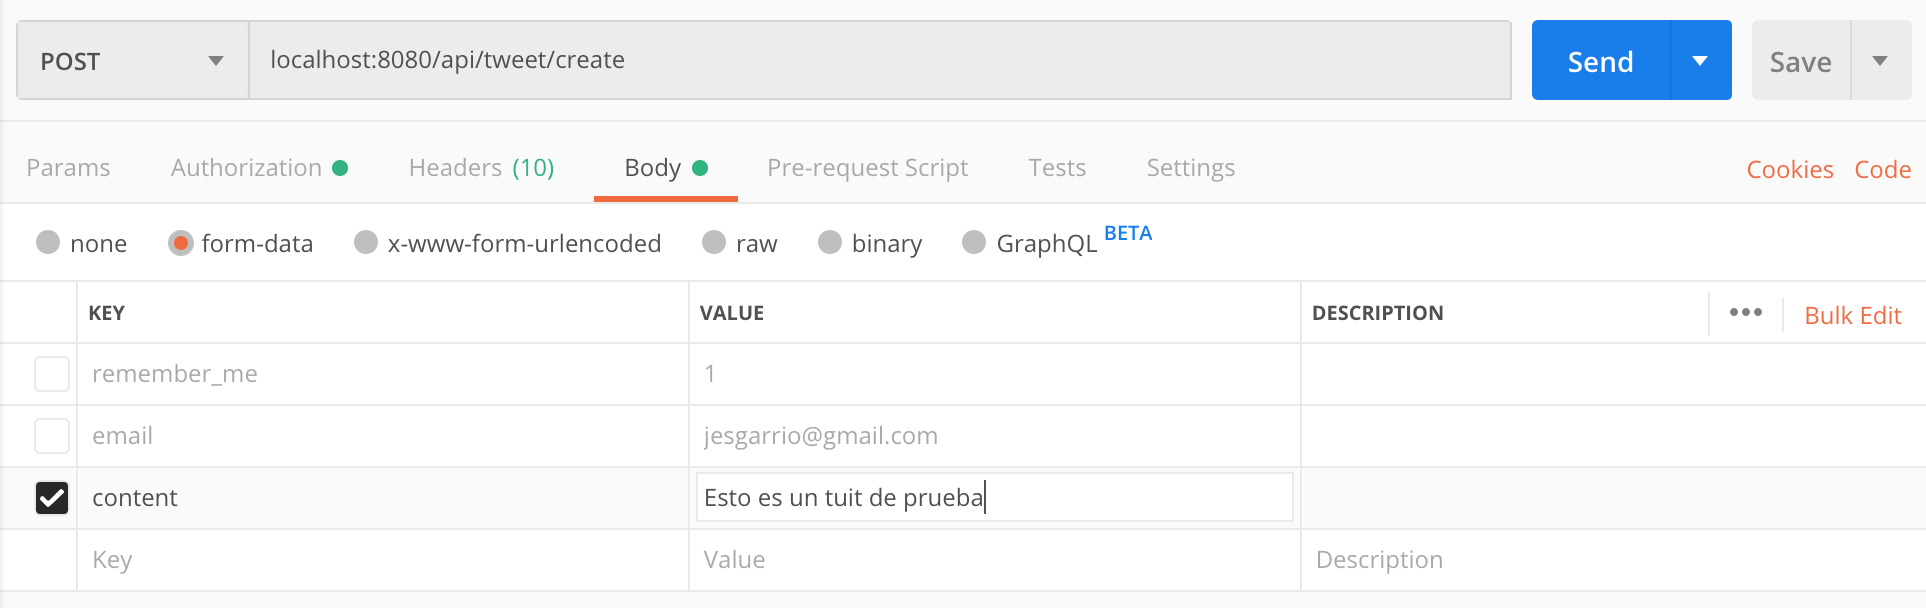 POST localhost:8080/api/tweet/create Send Save
Params Authorization Headers (10) Body Pre-request Script Tests Settings Cookies Code
none form-data x-www-form-urlencoded raw binary GraphQL BETA
KEY VALUE DESCRIPTION ••• Bulk Edit
remember_me 1
email jesgarrio@gmail.com
content Esto es un tuit de prueba
Key Value Description